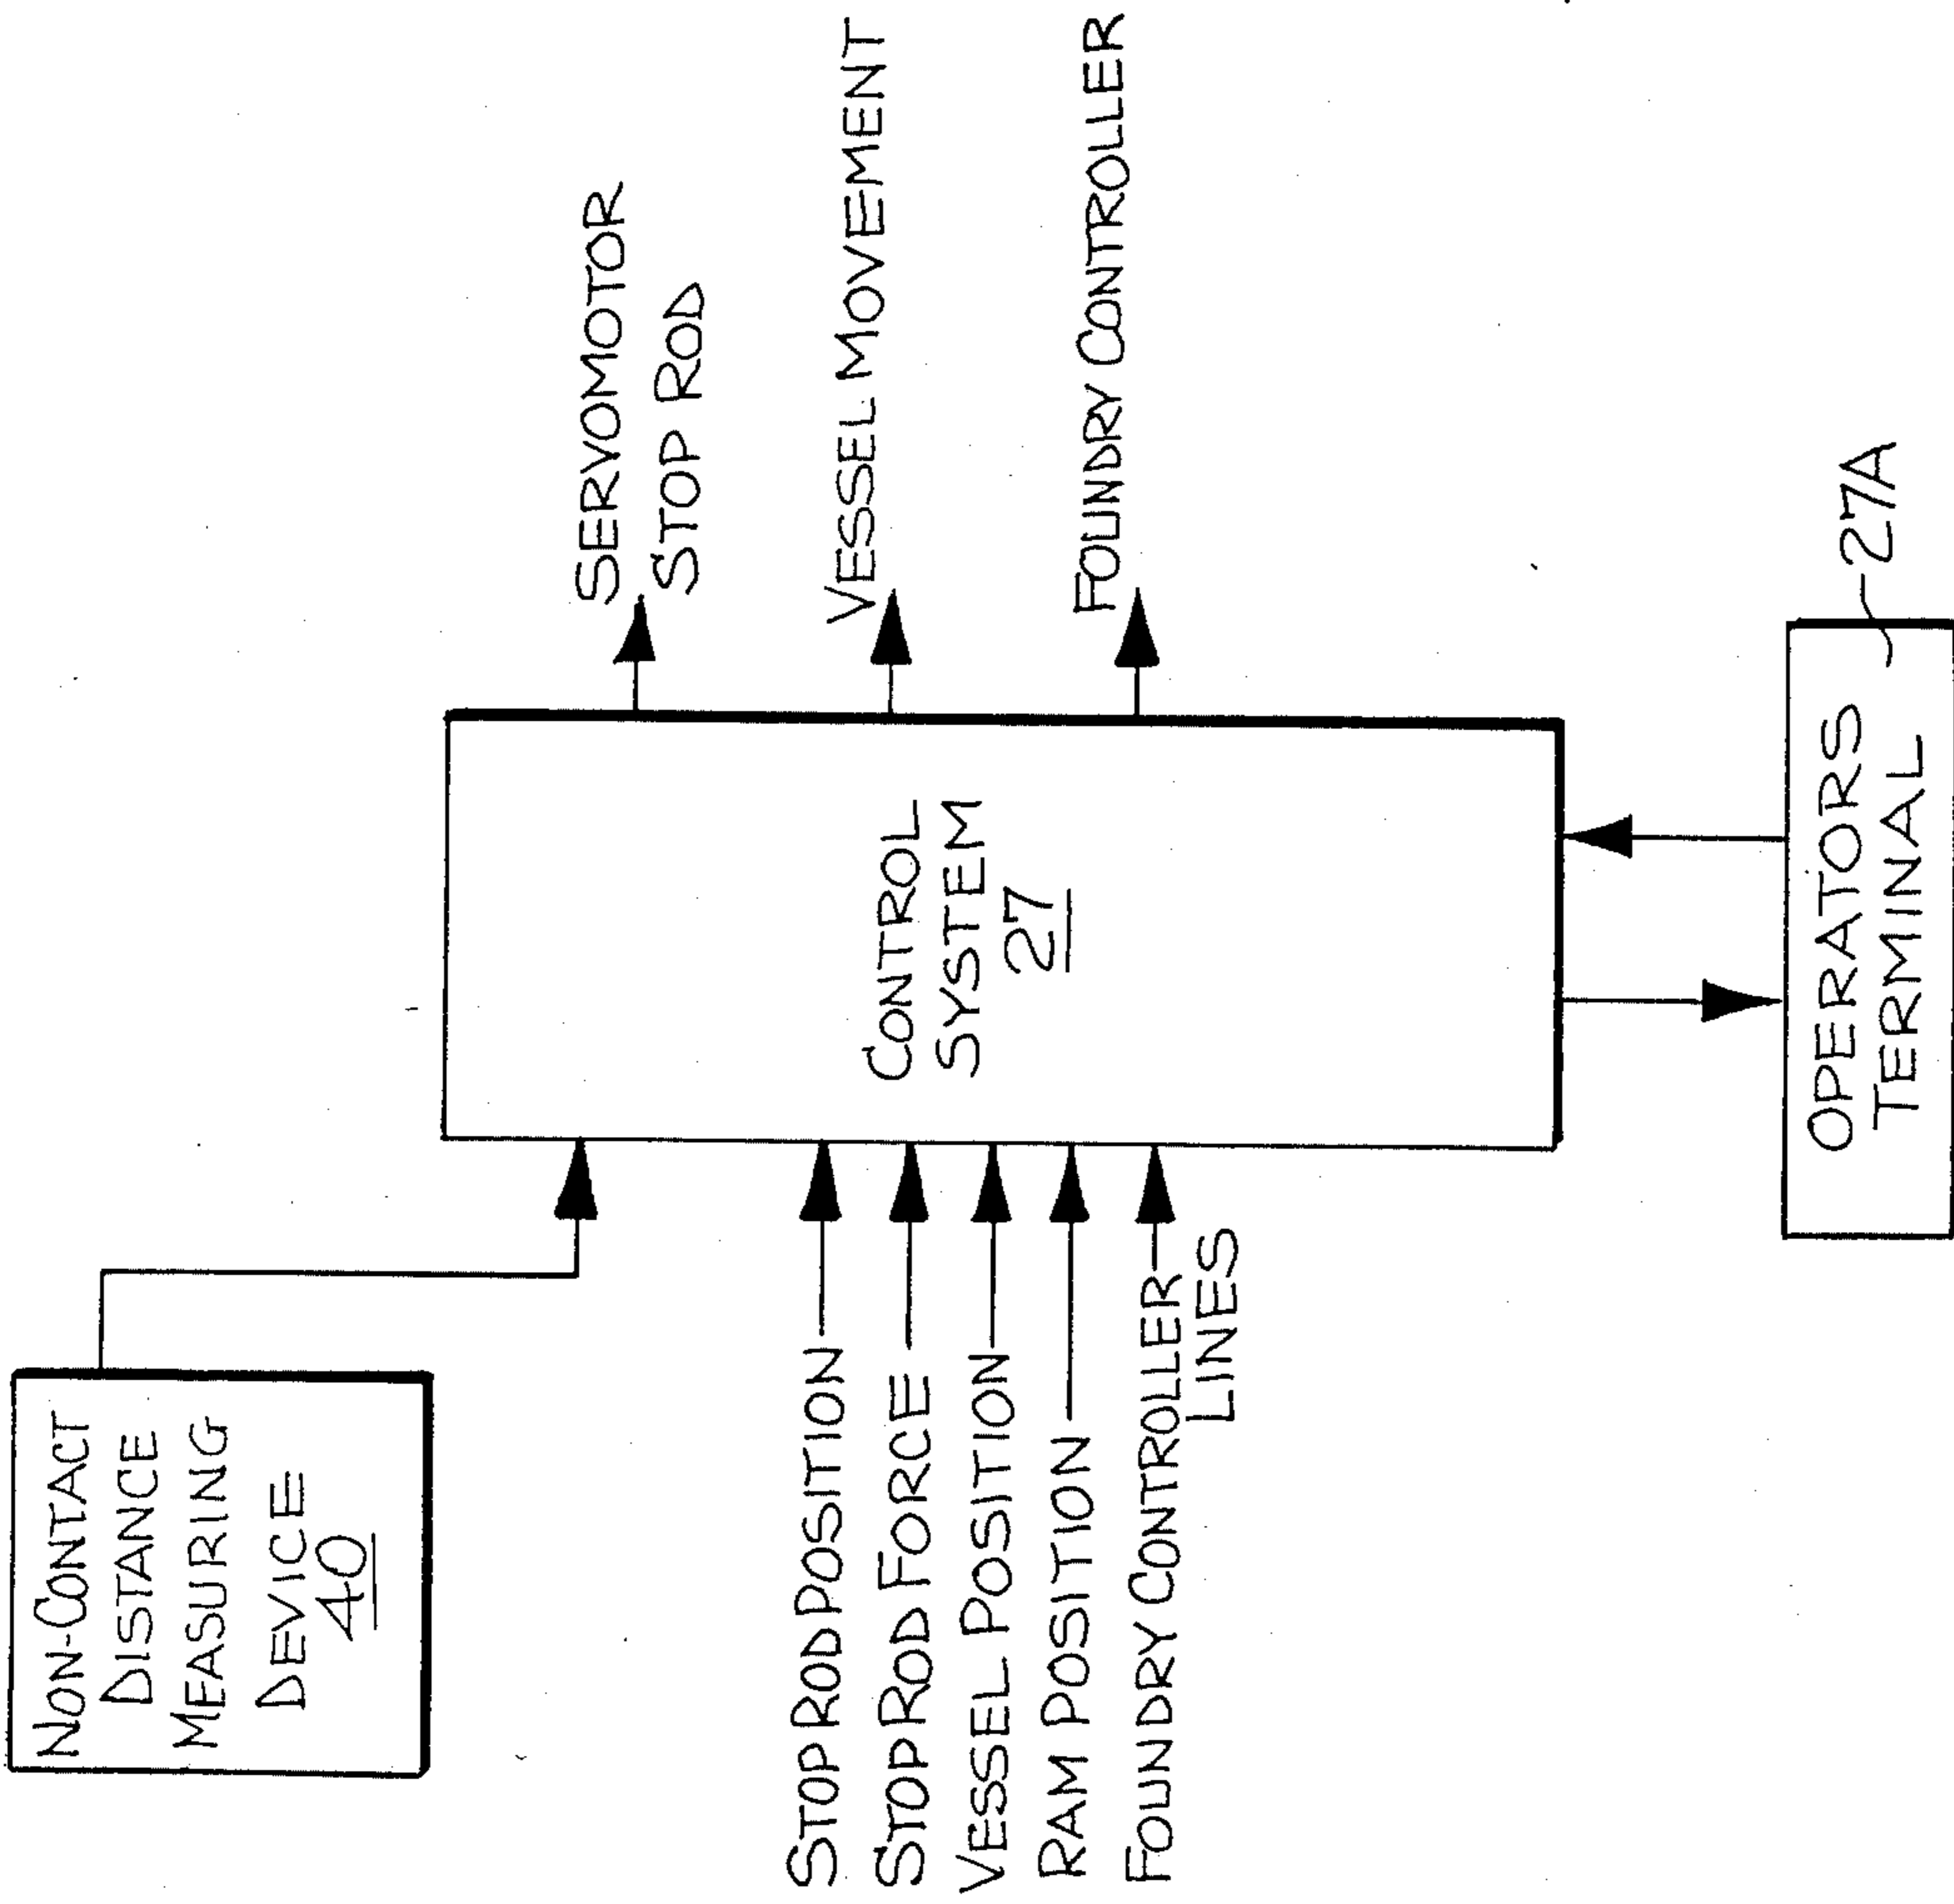 NON-CONTACT
DISTANCE
MEASURING
DEVICE
40
STOP ROD POSITION
STOP ROD FORCE
VESSEL POSITION
RAM POSITION
FOUNDRY CONTROLLER
LINES
CONTROL
SYSTEM
27
SERVOMOTOR
STOP ROD
VESSEL MOVEMENT
FOUNDRY CONTROLLER
OPERATORS
TERMINAL
27A